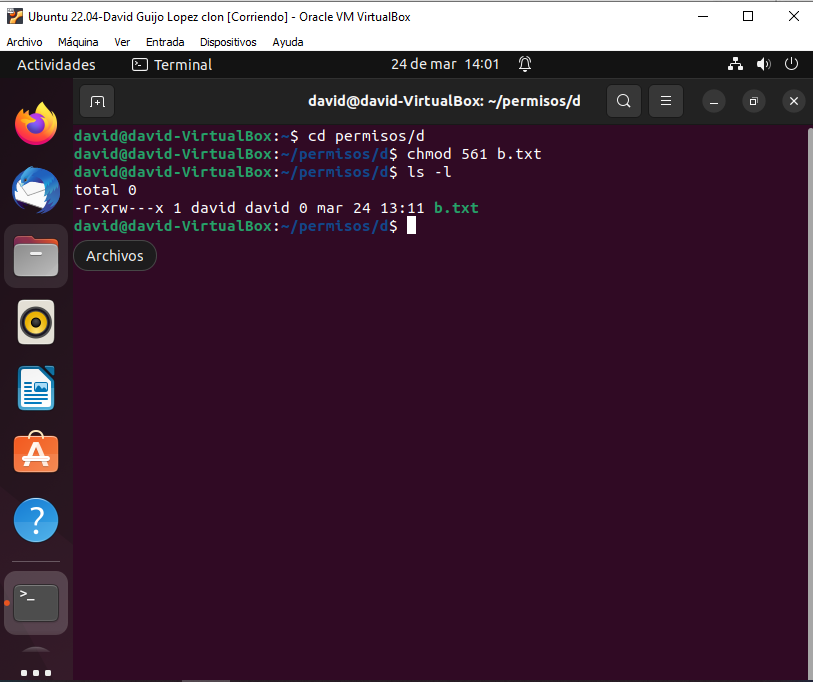 Ubuntu 22.04-David Guijo Lopez clon [Corriendo] - Oracle VM VirtualBox
Archivo Máquina Ver Entrada Dispositivos Ayuda
Actividades Terminal 24 de mar 14:01
david@david-VirtualBox: ~/permisos/d
david@david-VirtualBox:~$ cd permisos/d
david@david-VirtualBox:~/permisos/d$ chmod 561 b.txt
david@david-VirtualBox:~/permisos/d$ ls -l
total 0
-r-xrw---x 1 david david 0 mar 24 13:11 b.txt
david@david-VirtualBox:~/permisos/d$
Archivos